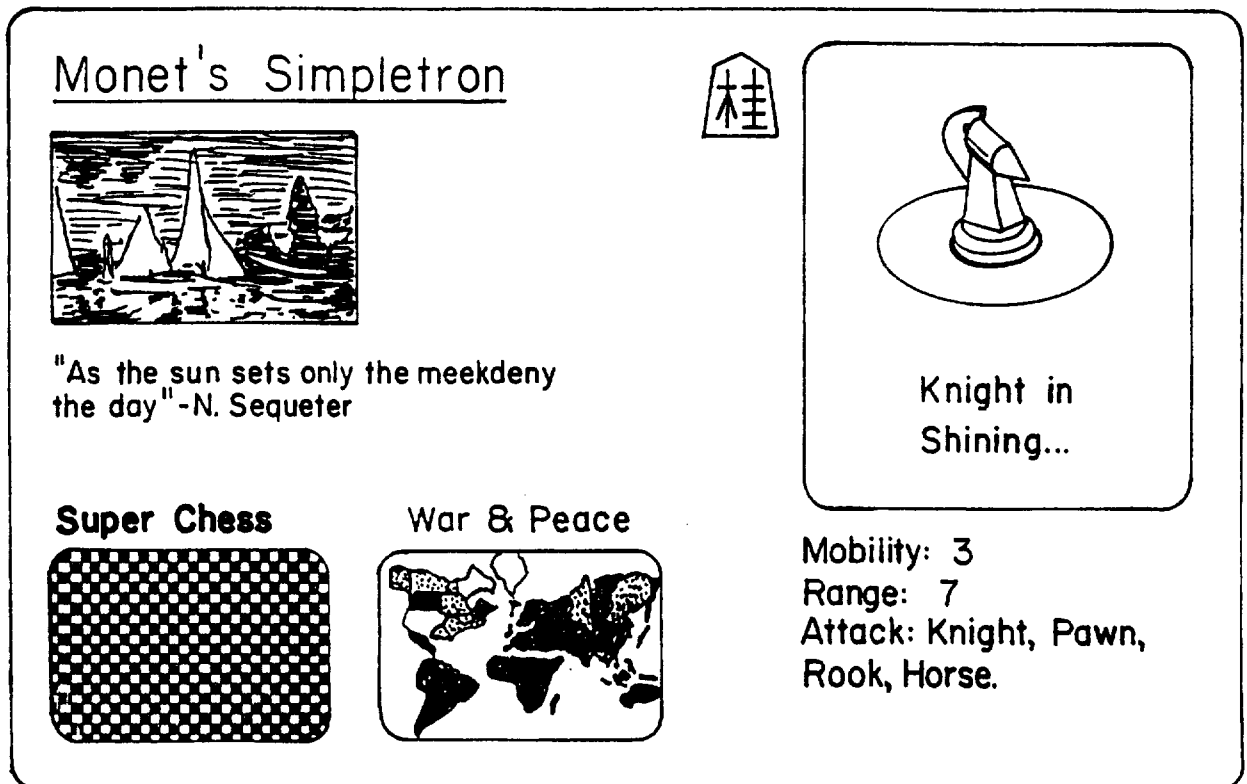 Monet's Simpletron
桂
"As the sun sets only the meekdeny
the day"-N. Sequeter
Knight in
Shining...
Super Chess
War & Peace
Mobility: 3
Range: 7
Attack: Knight, Pawn,
Rook, Horse.